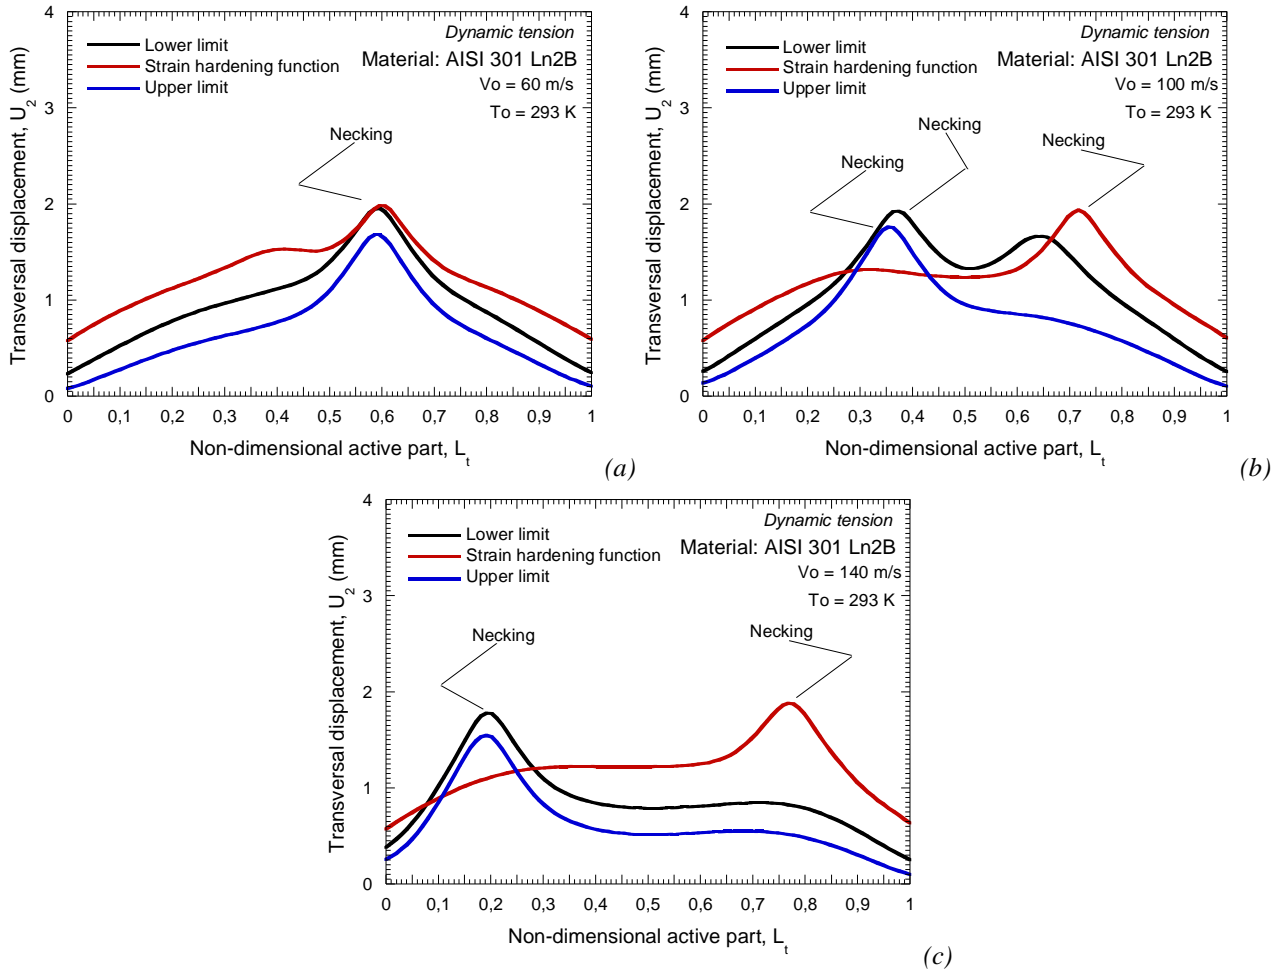 4
3
2
1
0
Transversal displacement, U2 (mm)
Lower limit
Strain hardening function
Upper limit
Dynamic tension
Material: AISI 301 Ln2B
Vo = 60 m/s
To = 293 K
Necking
0 0,1 0,2 0,3 0,4 0,5 0,6 0,7 0,8 0,9 1
Non-dimensional active part, Lt
(a)
4
3
2
1
0
Transversal displacement, U2 (mm)
Lower limit
Strain hardening function
Upper limit
Dynamic tension
Material: AISI 301 Ln2B
Vo = 100 m/s
To = 293 K
Necking
Necking
Necking
0 0,1 0,2 0,3 0,4 0,5 0,6 0,7 0,8 0,9 1
Non-dimensional active part, Lt
(b)
4
3
2
1
0
Transversal displacement, U2 (mm)
Lower limit
Strain hardening function
Upper limit
Dynamic tension
Material: AISI 301 Ln2B
Vo = 140 m/s
To = 293 K
Necking
Necking
0 0,1 0,2 0,3 0,4 0,5 0,6 0,7 0,8 0,9 1
Non-dimensional active part, Lt
(c)